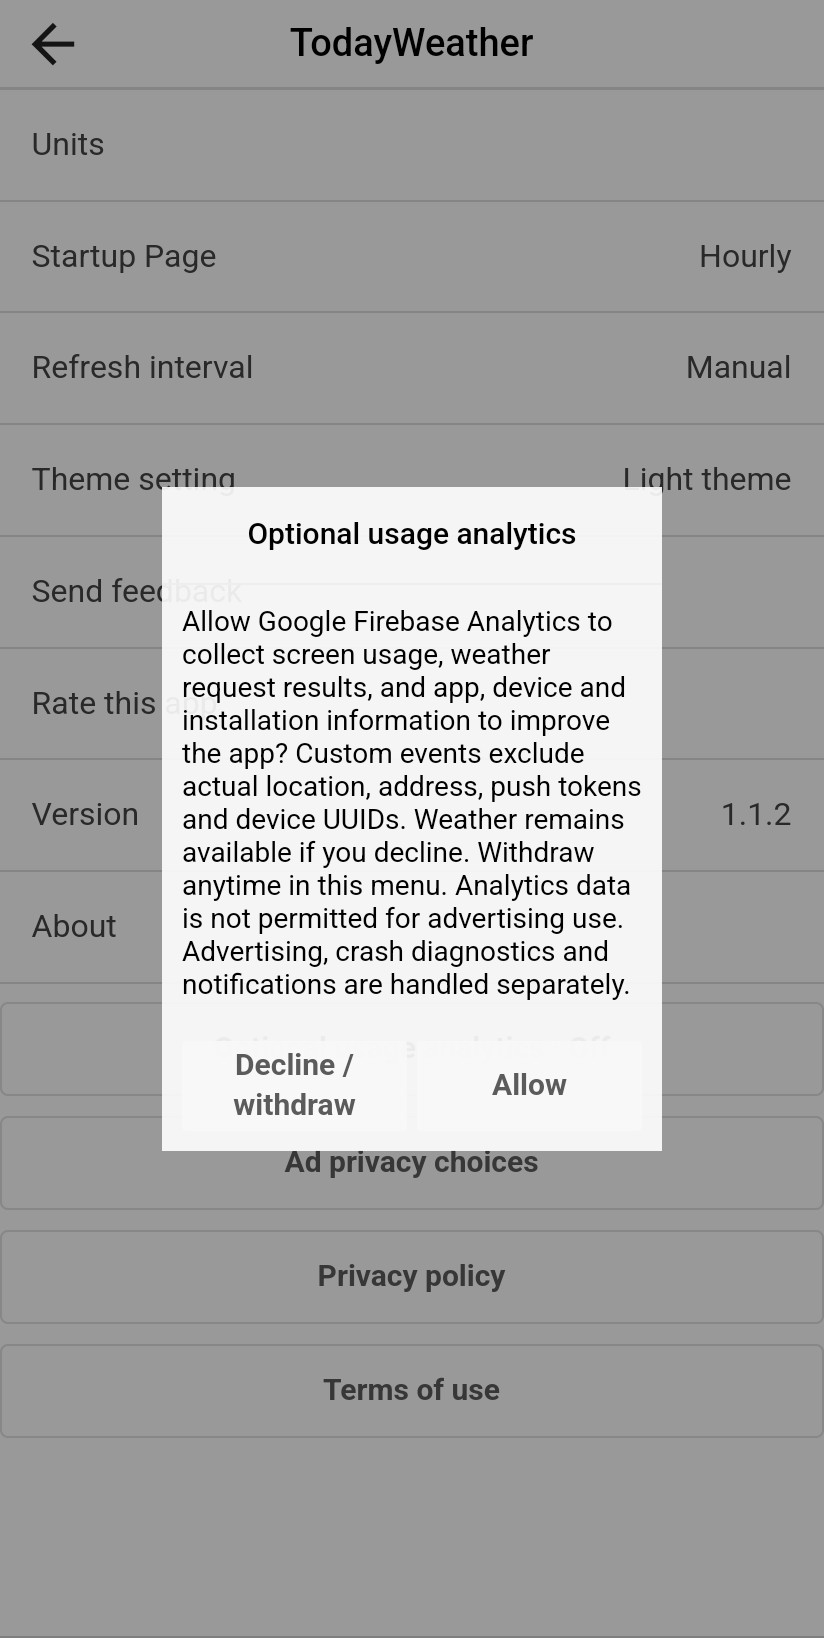 TodayWeather
Units
Startup Page Hourly
Refresh interval Manual
Theme setting Light theme
Send feedback
Rate this app
Version 1.1.2
About
Optional usage analytics
Allow Google Firebase Analytics to
collect screen usage, weather
request results, and app, device and
installation information to improve
the app? Custom events exclude
actual location, address, push tokens
and device UUIDs. Weather remains
available if you decline. Withdraw
anytime in this menu. Analytics data
is not permitted for advertising use.
Advertising, crash diagnostics and
notifications are handled separately.
Decline /
withdraw
Allow
Ad privacy choices
Privacy policy
Terms of use